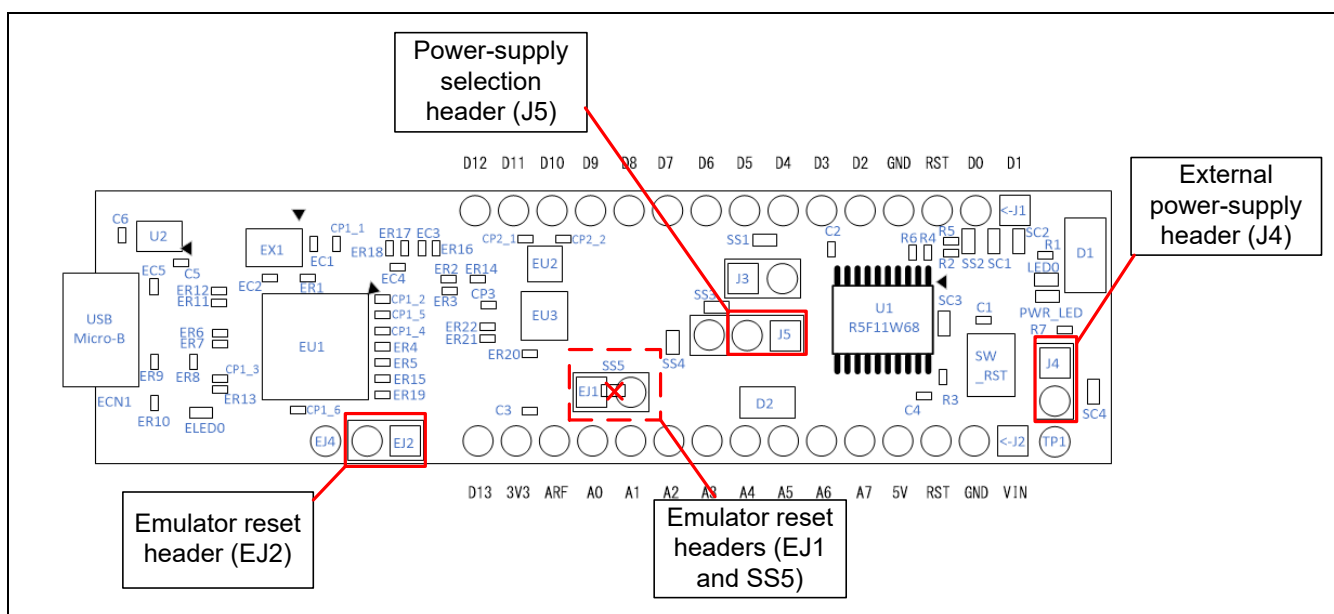 Power-supply
selection
header (J5)
External
power-supply
header (J4)
D12 D11 D10 D9 D8 D7 D6 D5 D4 D3 D2 GND RST D0 D1
<-J1
C6
U2
C5
EC5
EX1
CP1_1
EC1
EC2
ER1
ER17
ER18
EC3
ER16
EC4
ER2
ER14
ER3
CP3
CP2_1
CP2_2
EU2
EU3
SS1
C2
J3
SS3
J5
R6
R4
R5
R2
SS2
SC1
SC2
R1
LED0
D1
PWR_LED
R7
USB
Micro-B
ER12
ER11
ER6
ER7
EU1
CP1_2
CP1_5
CP1_4
ER4
ER5
ER15
ER19
ER22
ER21
ER20
SS4
U1
R5F11W68
SC3
C1
SW
_RST
J4
ER9
ER8
CP1_3
ER13
ECN1
ER10
ELED0
CP1_6
C3
SS5
EJ1
D2
C4
R3
SC4
EJ4
EJ2
<-J2
TP1
D13 3V3 ARF A0 A1 A2 A3 A4 A5 A6 A7 5V RST GND VIN
Emulator reset
header (EJ2)
Emulator reset
headers (EJ1
and SS5)